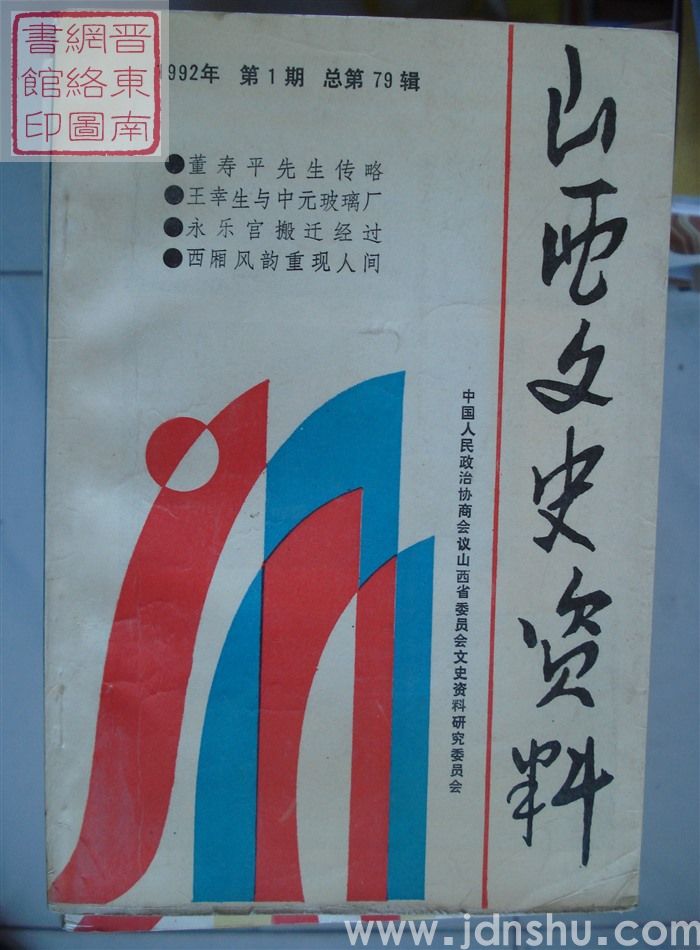 晋東南
網絡圖
書館印
1992年 第1期 总第79辑
●董寿平先生传略
●王幸生与中元玻璃厂
●永乐宫搬迁经过
●西厢风韵重现人间
山西文史资料
中国人民政治协商会议山西省委员会文史资料研究委员会
www.jdnshu.com